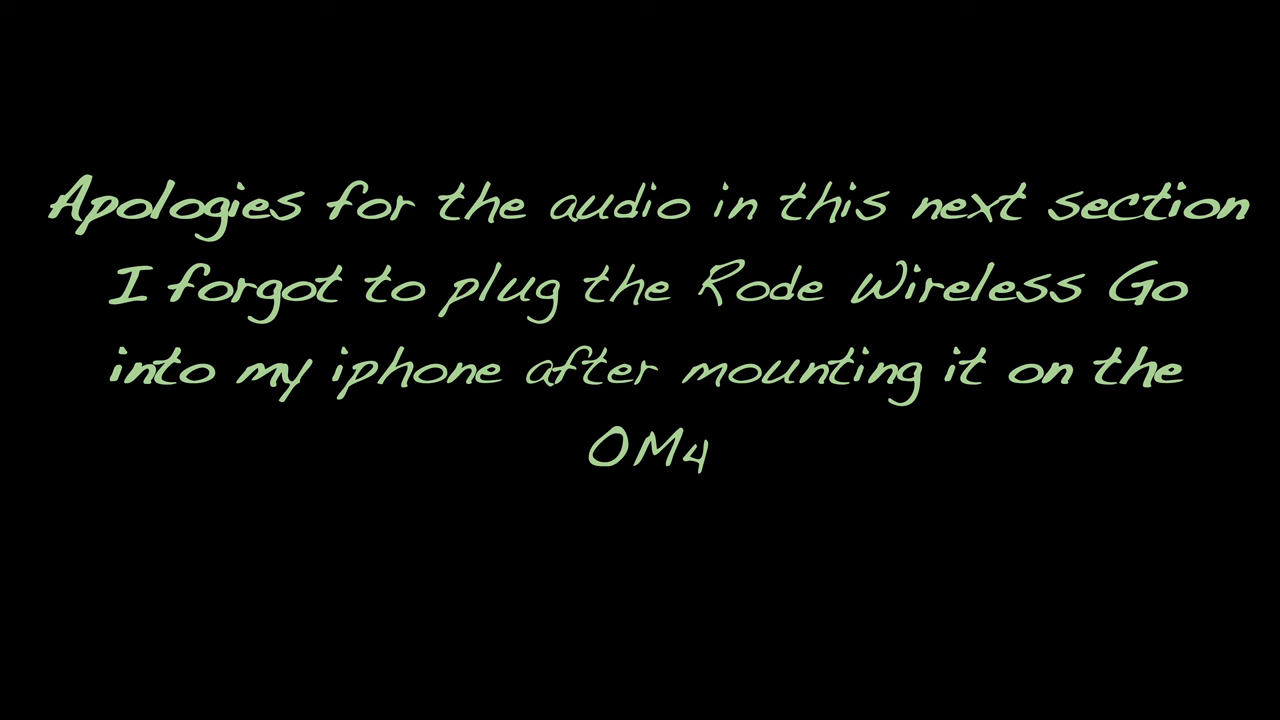 Apologies for the audio in this next section
I forgot to plug the Rode Wireless Go
into my iphone after mounting it on the
OM4